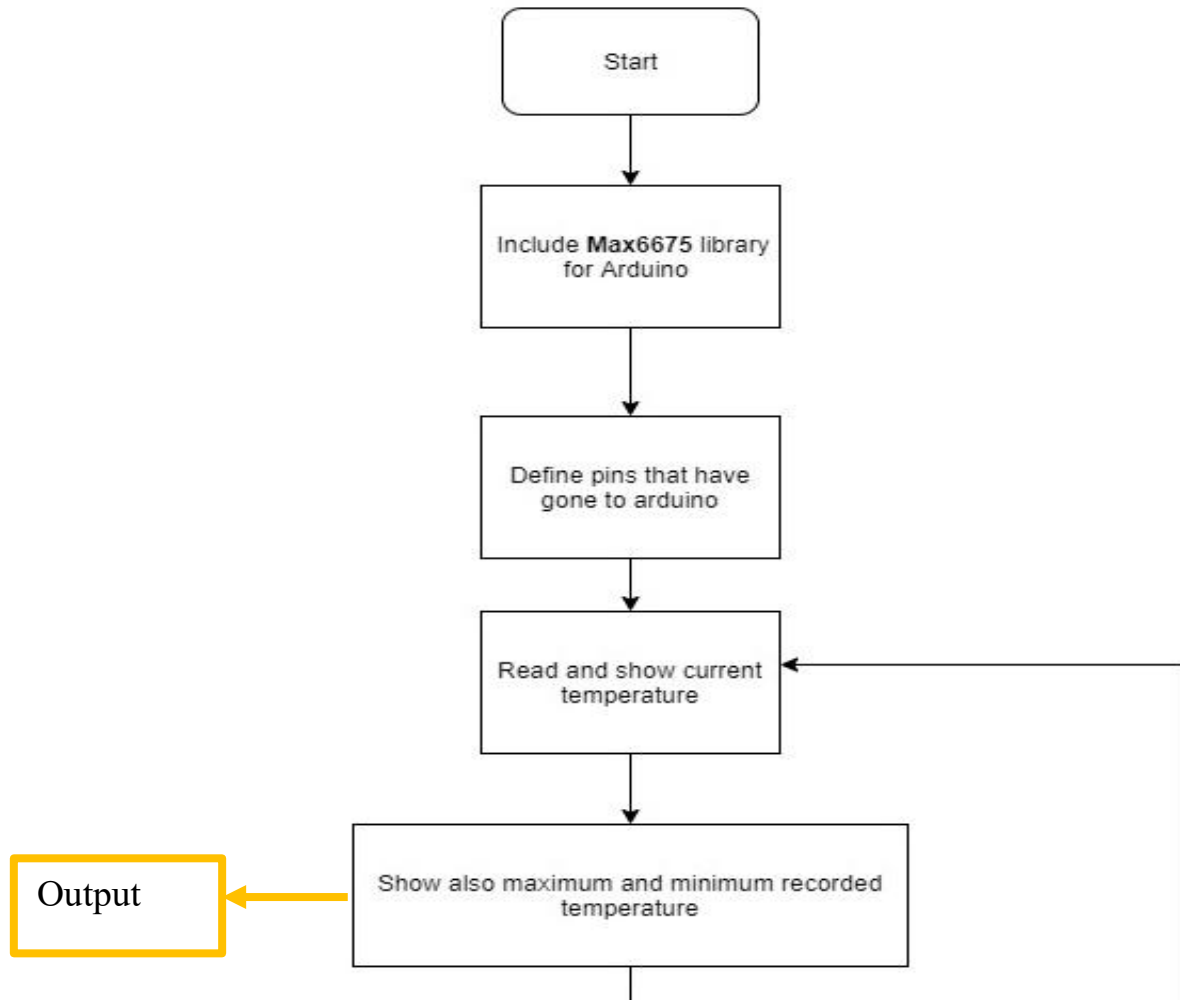 Start
Include Max6675 library
for Arduino
Define pins that have
gone to arduino
Read and show current
temperature
Show also maximum and minimum recorded
temperature
Output